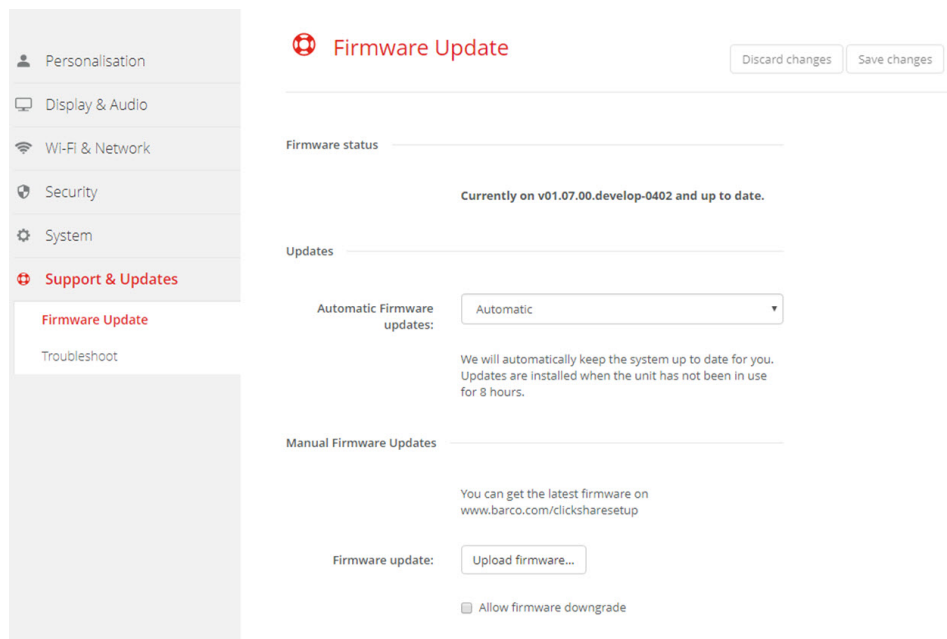 Personalisation
Display & Audio
Wi-Fi & Network
Security
System
Support & Updates
Firmware Update
Troubleshoot
Firmware Update
Discard changes
Save changes
Firmware status
Currently on v01.07.00.develop-0402 and up to date.
Updates
Automatic Firmware
updates:
Automatic
We will automatically keep the system up to date for you.
Updates are installed when the unit has not been in use
for 8 hours.
Manual Firmware Updates
You can get the latest firmware on
www.barco.com/clicksharesetup
Firmware update:
Upload firmware...
Allow firmware downgrade